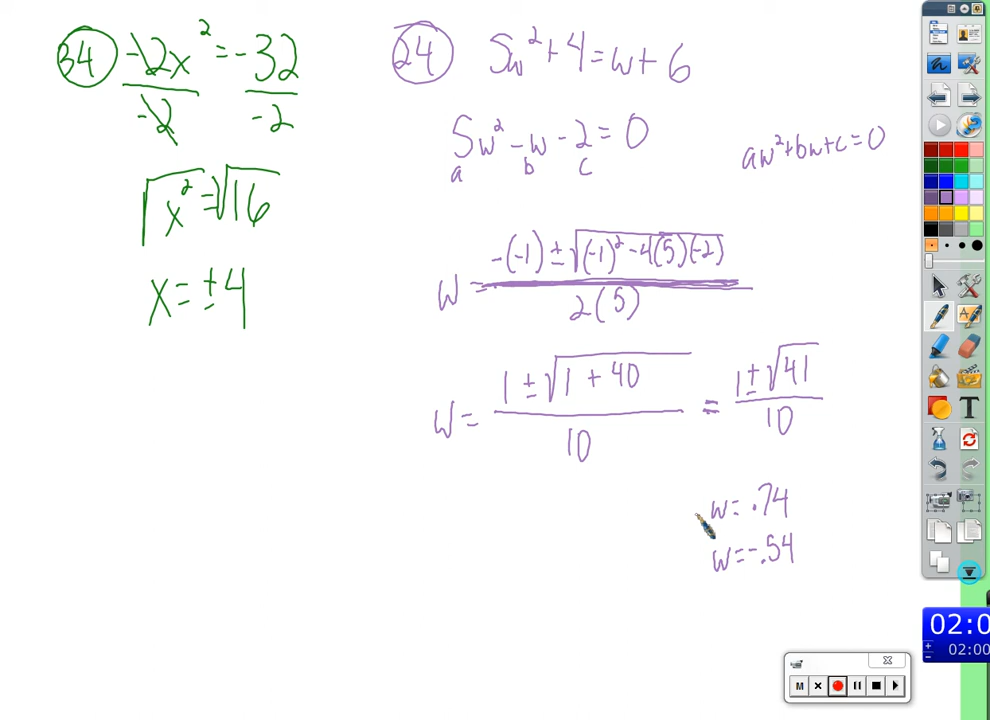 34 -2x² = -32
-2 -2
√x² = √16
x = ±4
24 5w² + 4 = w + 6
5w² - w - 2 = 0
a b c
aw² + bw + c = 0
w = -(-1) ± √(-1)² - 4(5)(-2)
2(5)
w = 1 ± √1 + 40 = 1 ± √41
10 10
w = .74
w = -.54
T
02:0
02:00
M